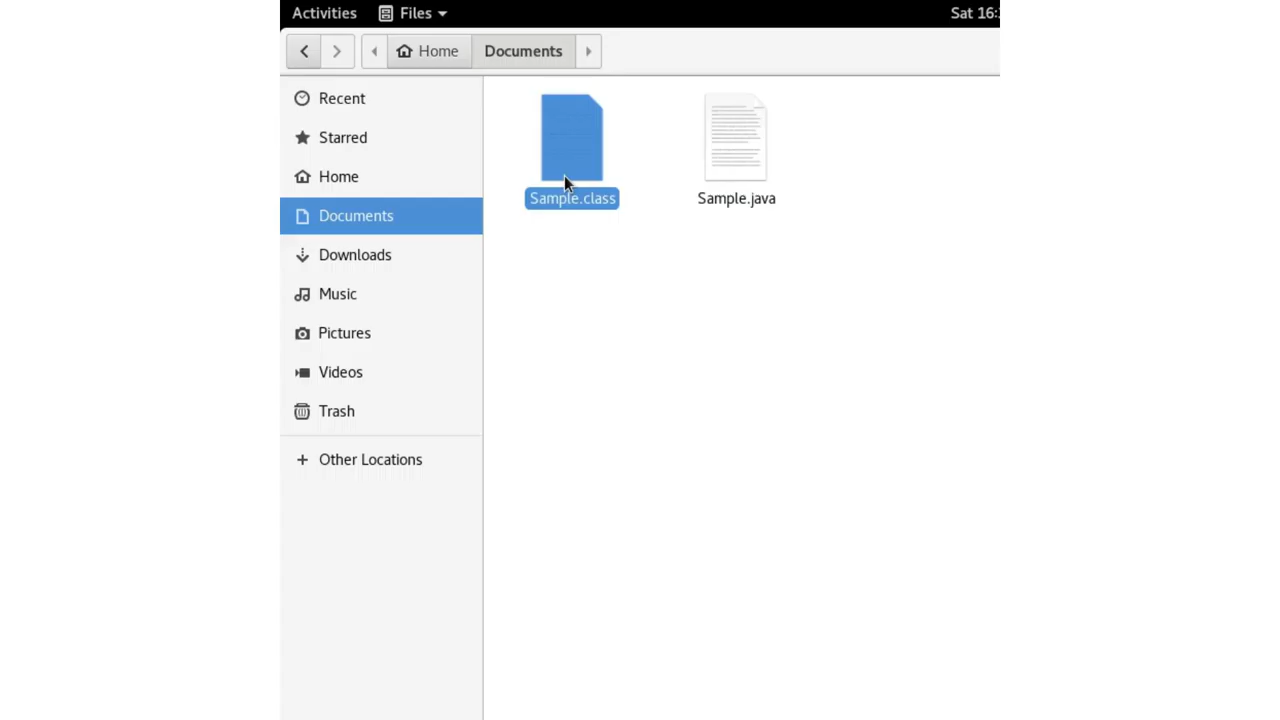 Activities Files Sat 16:
Home Documents
Recent
Starred
Home
Documents
Downloads
Music
Pictures
Videos
Trash
Other Locations
Sample.class Sample.java